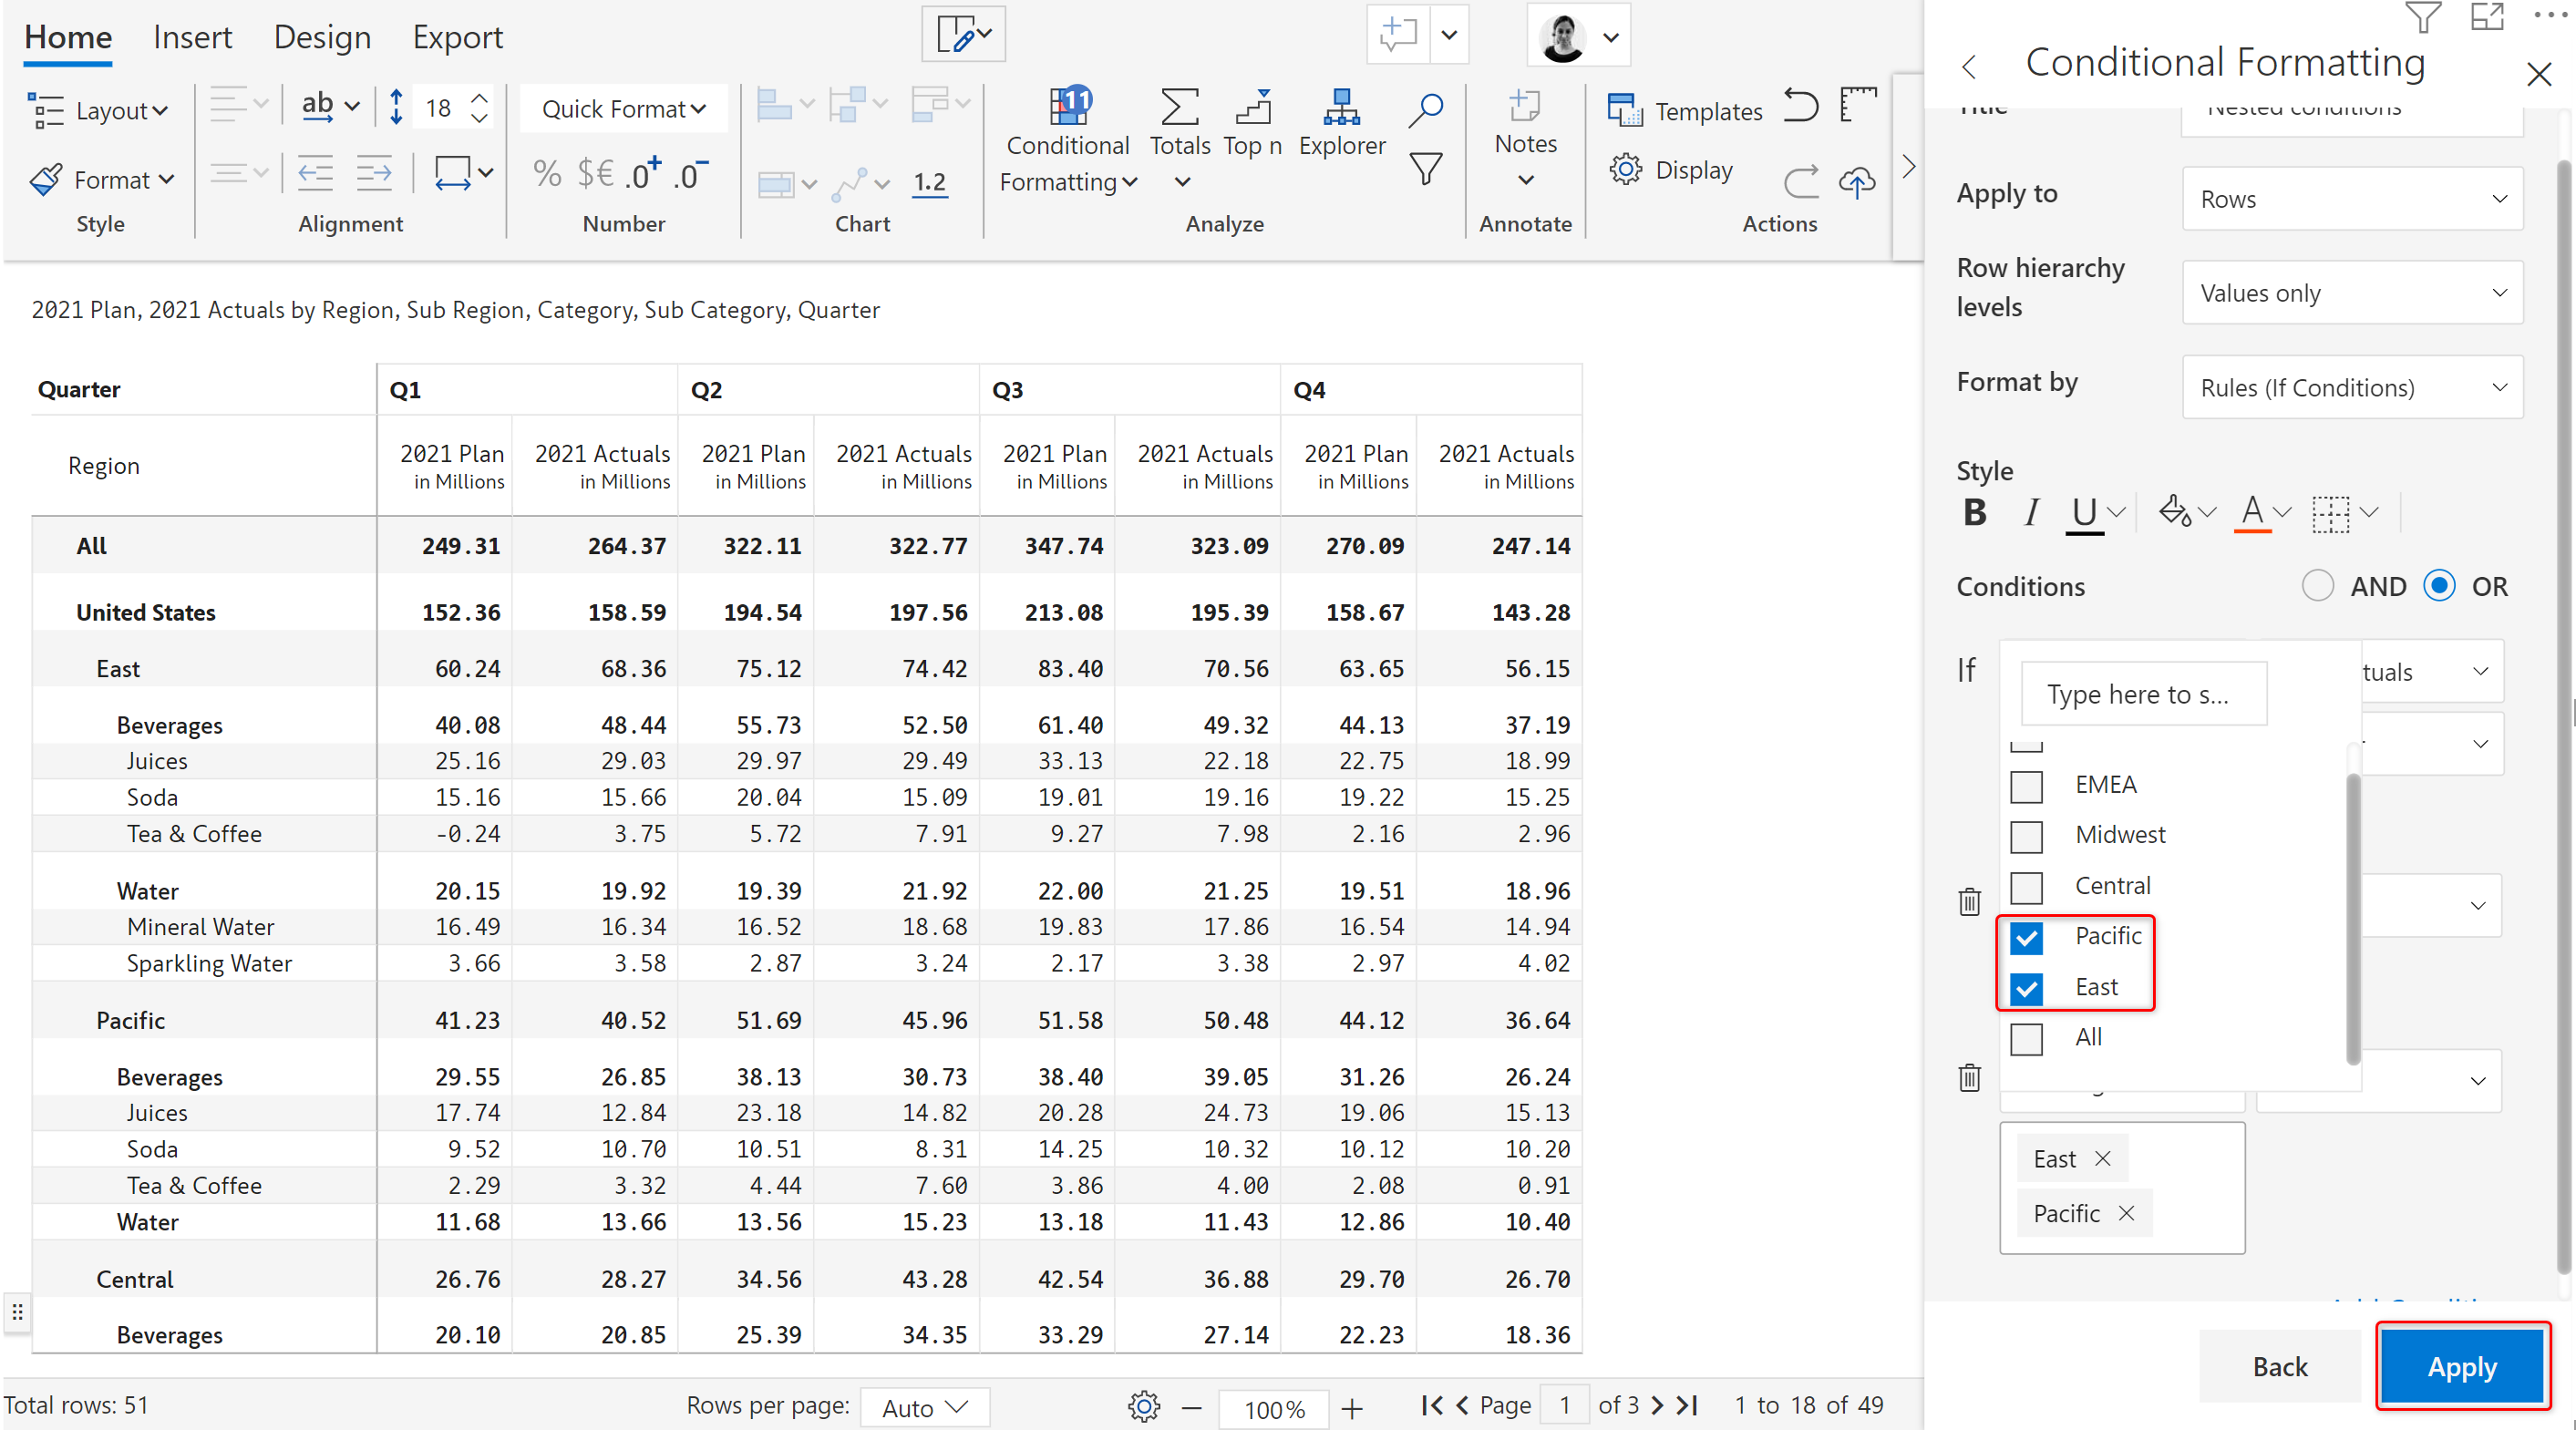 Home Insert Design Export
Layout ab 18 Quick Format
Conditional Formatting 11 Totals Top n Explorer Notes Templates
Format % $€ .0+ .0- 1.2 Display
Style Alignment Number Chart Analyze Annotate Actions
2021 Plan, 2021 Actuals by Region, Sub Region, Category, Sub Category, Quarter
Quarter Q1 Q2 Q3 Q4
Region 2021 Plan in Millions 2021 Actuals in Millions 2021 Plan in Millions 2021 Actuals in Millions 2021 Plan in Millions 2021 Actuals in Millions 2021 Plan in Millions 2021 Actuals in Millions
All 249.31 264.37 322.11 322.77 347.74 323.09 270.09 247.14
United States 152.36 158.59 194.54 197.56 213.08 195.39 158.67 143.28
East 60.24 68.36 75.12 74.42 83.40 70.56 63.65 56.15
Beverages 40.08 48.44 55.73 52.50 61.40 49.32 44.13 37.19
Juices 25.16 29.03 29.97 29.49 33.13 22.18 22.75 18.99
Soda 15.16 15.66 20.04 15.09 19.01 19.16 19.22 15.25
Tea & Coffee -0.24 3.75 5.72 7.91 9.27 7.98 2.16 2.96
Water 20.15 19.92 19.39 21.92 22.00 21.25 19.51 18.96
Mineral Water 16.49 16.34 16.52 18.68 19.83 17.86 16.54 14.94
Sparkling Water 3.66 3.58 2.87 3.24 2.17 3.38 2.97 4.02
Pacific 41.23 40.52 51.69 45.96 51.58 50.48 44.12 36.64
Beverages 29.55 26.85 38.13 30.73 38.40 39.05 31.26 26.24
Juices 17.74 12.84 23.18 14.82 20.28 24.73 19.06 15.13
Soda 9.52 10.70 10.51 8.31 14.25 10.32 10.12 10.20
Tea & Coffee 2.29 3.32 4.44 7.60 3.86 4.00 2.08 0.91
Water 11.68 13.66 13.56 15.23 13.18 11.43 12.86 10.40
Central 26.76 28.27 34.56 43.28 42.54 36.88 29.70 26.70
Beverages 20.10 20.85 25.39 34.35 33.29 27.14 22.23 18.36
Total rows: 51 Rows per page: Auto 100% Page 1 of 3 1 to 18 of 49
Conditional Formatting
Title Nested conditions
Apply to Rows
Row hierarchy levels Values only
Format by Rules (If Conditions)
Style
B I U A
Conditions AND OR
If tuals
Type here to s...
EMEA
Midwest
Central
Pacific
East
All
East
Pacific
Back Apply